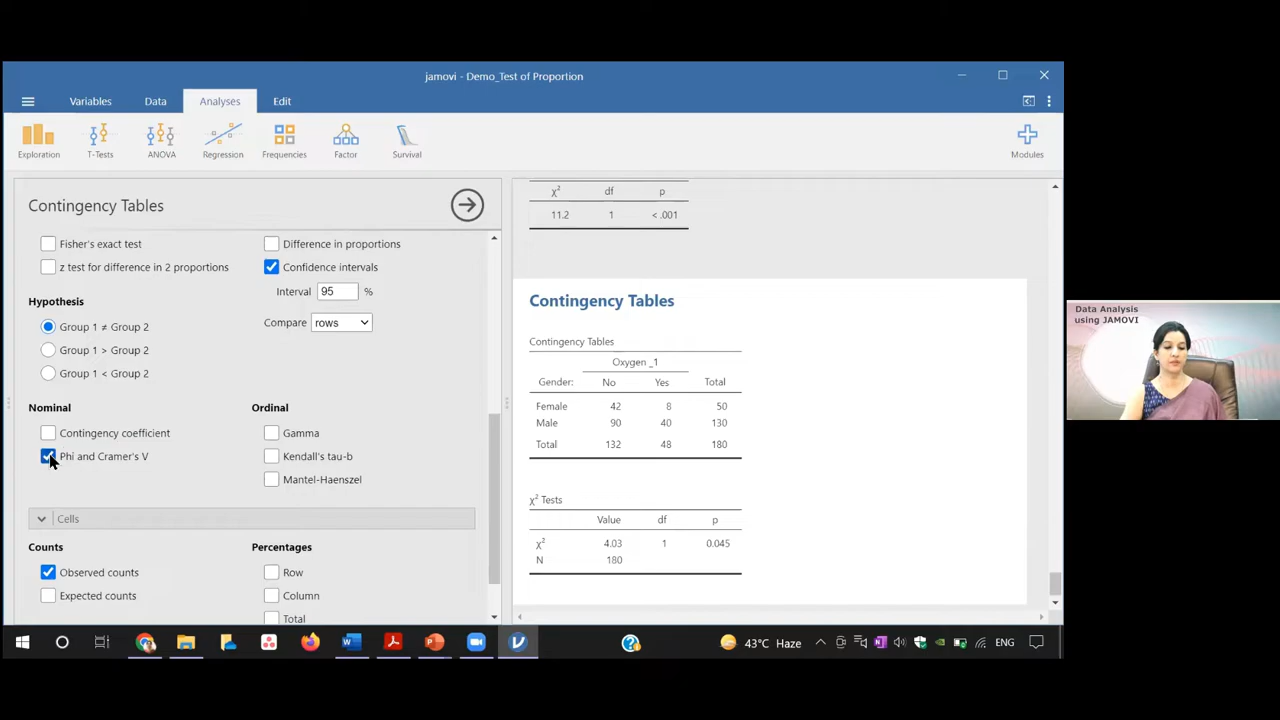 jamovi - Demo_Test of Proportion
Variables Data Analyses Edit
Exploration T-Tests ANOVA Regression Frequencies Factor Survival Modules
Contingency Tables
Fisher's exact test
z test for difference in 2 proportions
Difference in proportions
Confidence intervals
Interval 95 %
Compare rows
Hypothesis
Group 1 ≠ Group 2
Group 1 > Group 2
Group 1 < Group 2
Nominal
Contingency coefficient
Phi and Cramer's V
Ordinal
Gamma
Kendall's tau-b
Mantel-Haenszel
Cells
Counts
Observed counts
Expected counts
Percentages
Row
Column
Total
χ² df p
11.2 1 < .001
Contingency Tables
Contingency Tables
Oxygen _1
Gender: No Yes Total
Female 42 8 50
Male 90 40 130
Total 132 48 180
χ² Tests
Value df p
χ² 4.03 1 0.045
N 180
Data Analysis
using JAMOVI
43°C Haze
ENG